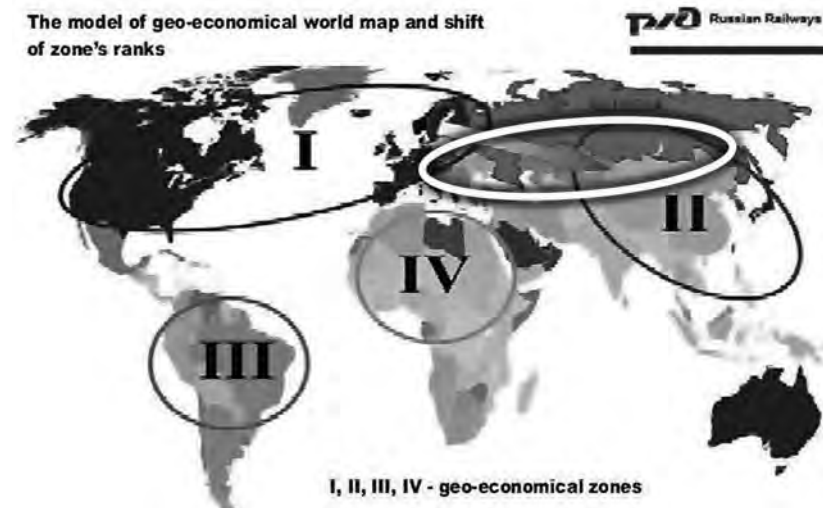 The model of geo-economical world map and shift
of zone's ranks
РЖД Russian Railways
I
II
IV
III
I, II, III, IV - geo-economical zones